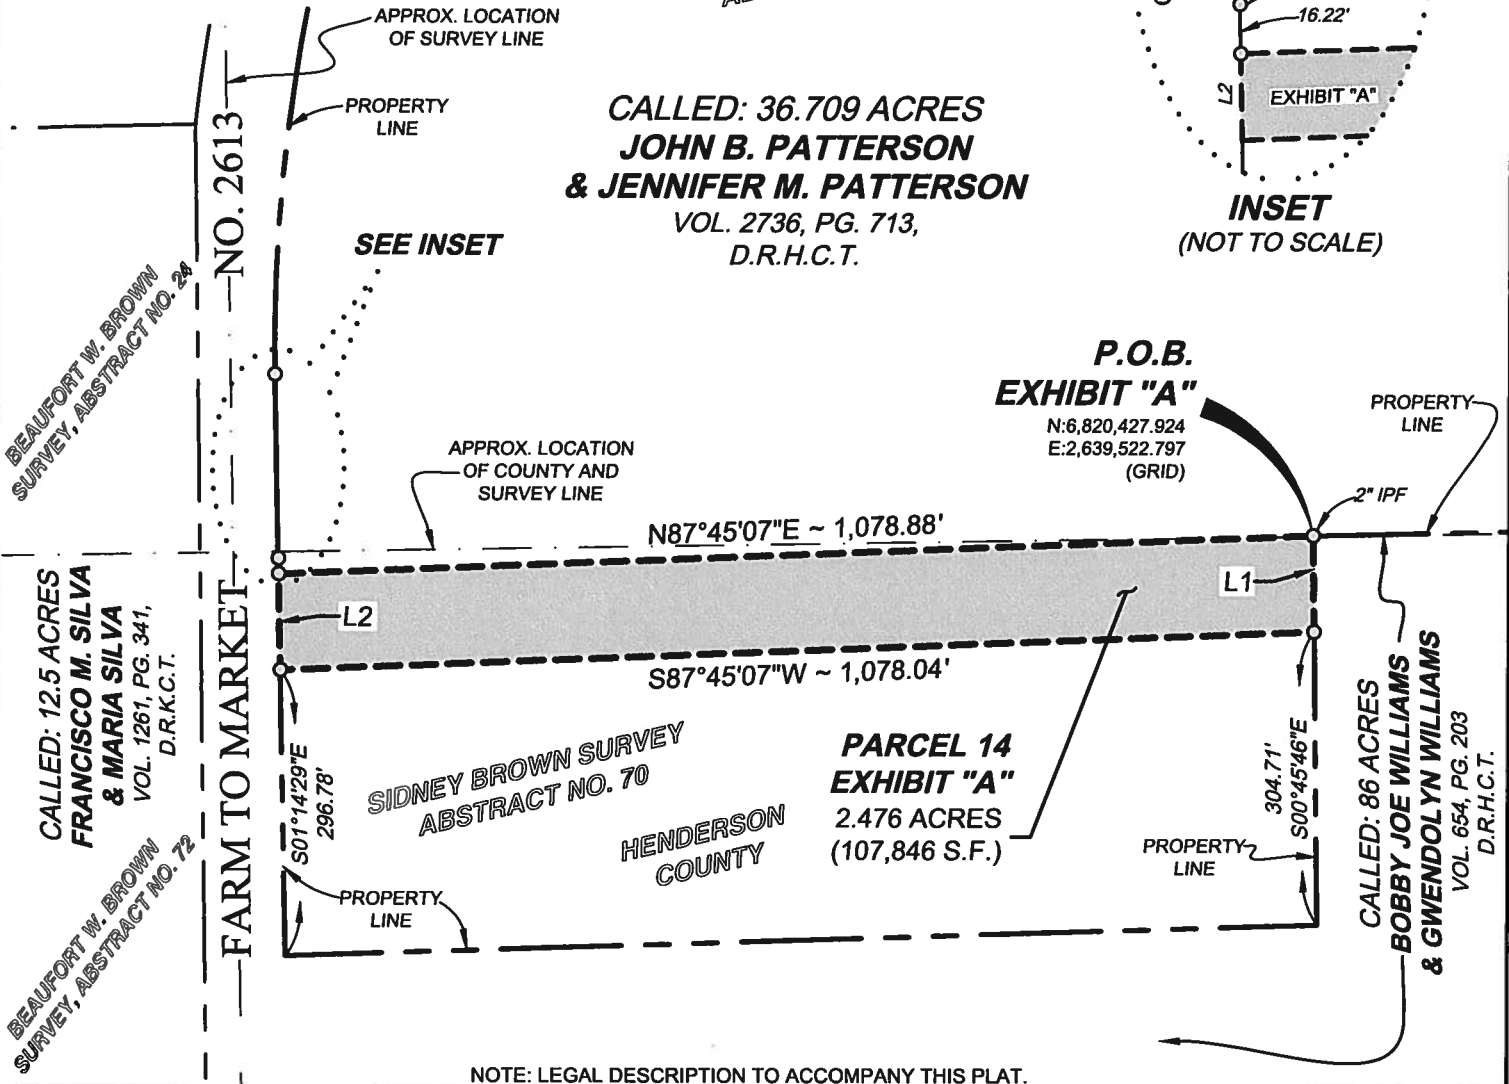 APPROX. LOCATION
OF SURVEY LINE
PROPERTY
LINE
CALLED: 36.709 ACRES
JOHN B. PATTERSON
& JENNIFER M. PATTERSON
VOL. 2736, PG. 713,
D.R.H.C.T.
16.22'
L2
EXHIBIT "A"
INSET
(NOT TO SCALE)
SEE INSET
FARM TO MARKET NO. 2613
BEAUFORT W. BROWN
SURVEY, ABSTRACT NO. 24
P.O.B.
EXHIBIT "A"
N:6,820,427.924
E:2,639,522.797
(GRID)
PROPERTY
LINE
2" IPF
APPROX. LOCATION
OF COUNTY AND
SURVEY LINE
N87°45'07"E ~ 1,078.88'
L1
L2
S87°45'07"W ~ 1,078.04'
CALLED: 12.5 ACRES
FRANCISCO M. SILVA
& MARIA SILVA
VOL. 1261, PG. 341,
D.R.K.C.T.
S01°14'29"E
296.78'
SIDNEY BROWN SURVEY
ABSTRACT NO. 70
HENDERSON
COUNTY
PARCEL 14
EXHIBIT "A"
2.476 ACRES
(107,846 S.F.)
304.71'
S00°45'46"E
PROPERTY
LINE
CALLED: 86 ACRES
BOBBY JOE WILLIAMS
& GWENDOLYN WILLIAMS
VOL. 654, PG. 203
D.R.H.C.T.
PROPERTY
LINE
BEAUFORT W. BROWN
SURVEY, ABSTRACT NO. 72
NOTE: LEGAL DESCRIPTION TO ACCOMPANY THIS PLAT.